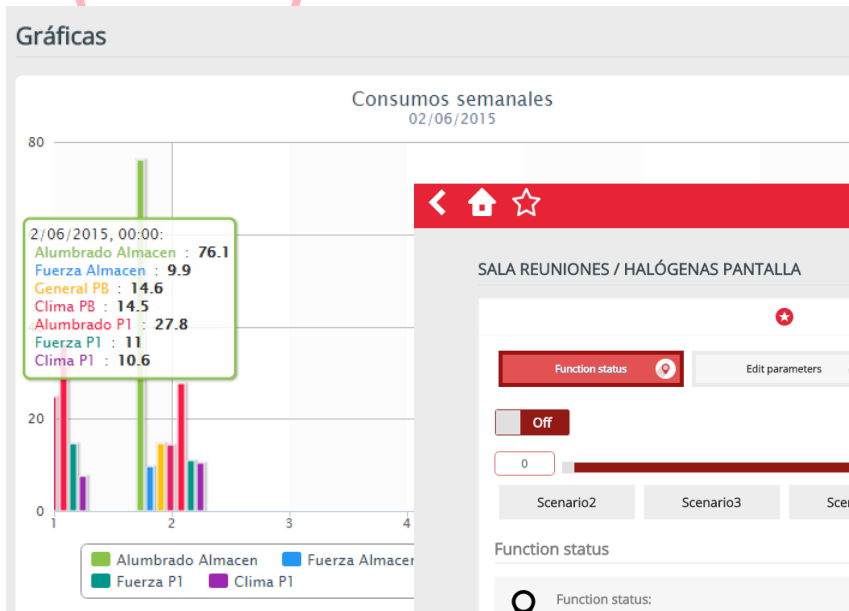 Gráficas
Consumos semanales
02/06/2015
80
2/06/2015, 00:00:
Alumbrado Almacen : 76.1
Fuerza Almacen : 9.9
General PB : 14.6
Clima PB : 14.5
Alumbrado P1 : 27.8
Fuerza P1 : 11
Clima P1 : 10.6
20
0
1 2 3 4
Alumbrado Almacen Fuerza Almacen
Fuerza P1 Clima P1
SALA REUNIONES / HALÓGENAS PANTALLA
Function status Edit parameters
Off
0
Scenario2 Scenario3
Function status
Function status: